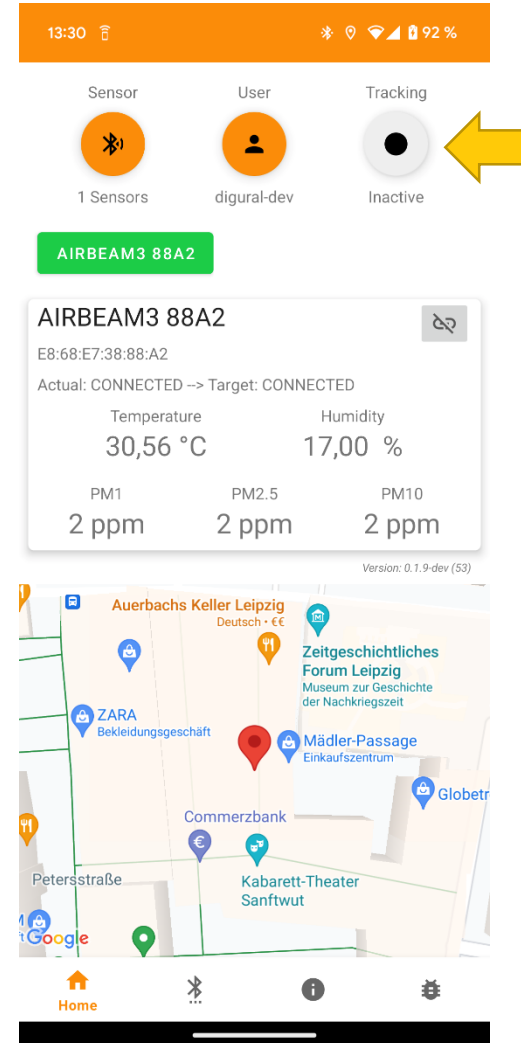 13:30
92 %
Sensor User Tracking
1 Sensors digural-dev Inactive
AIRBEAM3 88A2
AIRBEAM3 88A2
E8:68:E7:38:88:A2
Actual: CONNECTED --> Target: CONNECTED
Temperature Humidity
30,56 °C 17,00 %
PM1 PM2.5 PM10
2 ppm 2 ppm 2 ppm
Version: 0.1.9-dev (53)
Auerbachs Keller Leipzig
Deutsch • €€
Zeitgeschichtliches
Forum Leipzig
Museum zur Geschichte
der Nachkriegszeit
ZARA
Bekleidungsgeschäft
Mädler-Passage
Einkaufszentrum
Globetr
Commerzbank
€
Petersstraße
Kabarett-Theater
Sanftwut
Google
Home